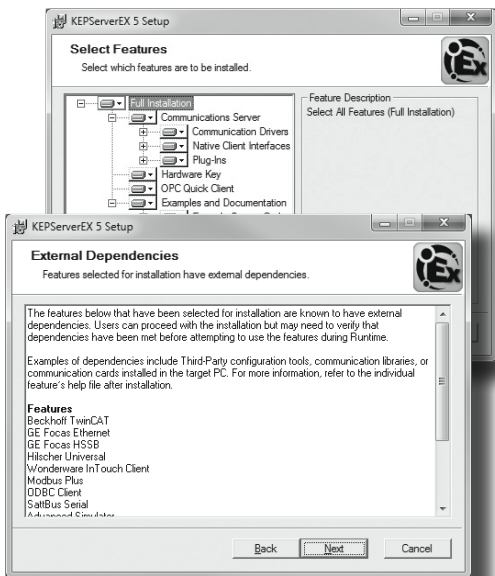 KEPServerEX 5 Setup
Select Features
Select which features are to be installed.
Full Installation
Communications Server
Communication Drivers
Native Client Interfaces
Plug-Ins
Hardware Key
OPC Quick Client
Examples and Documentation
Feature Description
Select All Features (Full Installation)
KEPServerEX 5 Setup
External Dependencies
Features selected for installation have external dependencies.
The features below that have been selected for installation are known to have external
dependencies. Users can proceed with the installation but may need to verify that
dependencies have been met before attempting to use the features during Runtime.
Examples of dependencies include Third-Party configuration tools, communication libraries, or
communication cards installed in the target PC. For more information, refer to the individual
feature's help file after installation.
Features
Beckhoff TwinCAT
GE Focas Ethernet
GE Focas HSSB
Hilscher Universal
Wonderware InTouch Client
Modbus Plus
ODBC Client
SattBus Serial
Advanced Simulator
Back
Next
Cancel